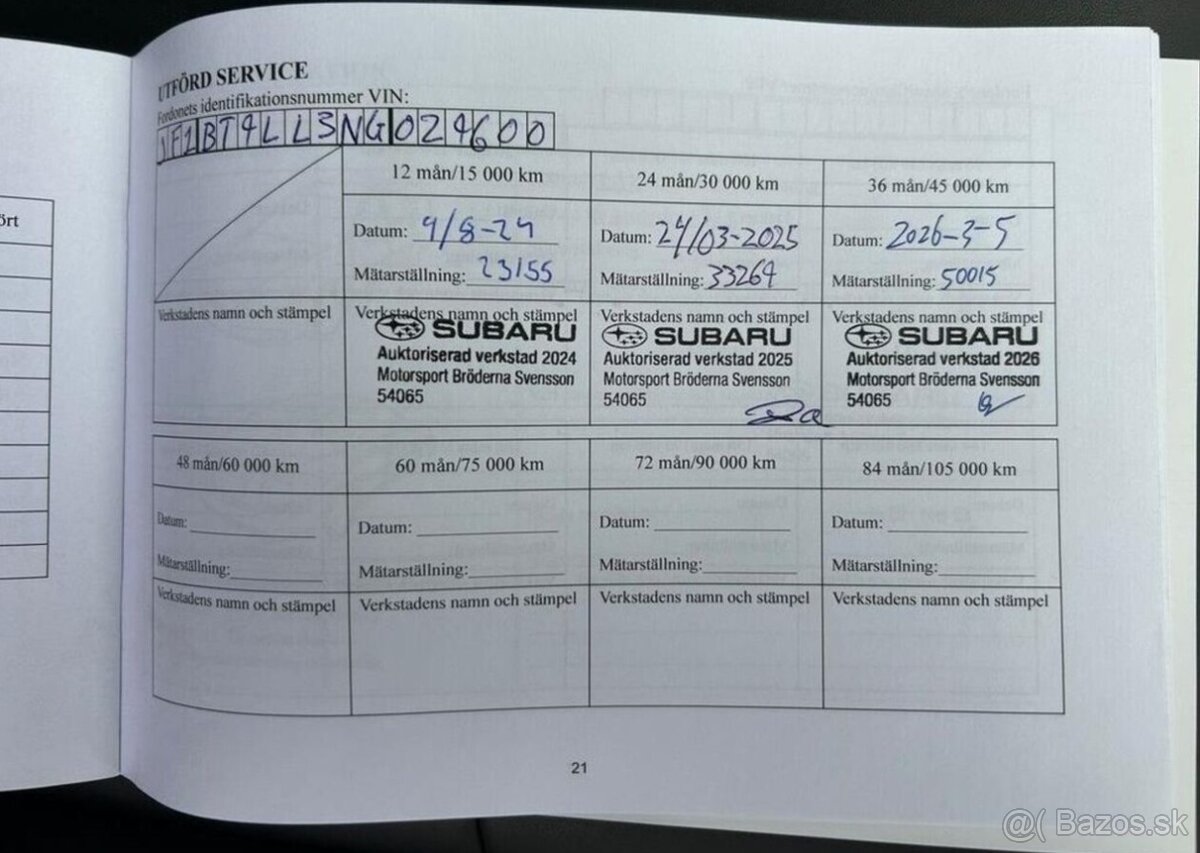 ört
UTFÖRD SERVICE
Fordonets identifikationsnummer VIN:
JF1BT4LL3NG024600
12 mån/15 000 km
24 mån/30 000 km
36 mån/45 000 km
Datum: 9/8-24
Datum: 24/03-2025
Datum: 2026-3-5
Mätarställning: 23155
Mätarställning: 33264
Mätarställning: 50015
Verkstadens namn och stämpel
Verkstadens namn och stämpel
Verkstadens namn och stämpel
Verkstadens namn och stämpel
SUBARU
Auktoriserad verkstad 2024
Motorsport Bröderna Svensson
54065
SUBARU
Auktoriserad verkstad 2025
Motorsport Bröderna Svensson
54065
SUBARU
Auktoriserad verkstad 2026
Motorsport Bröderna Svensson
54065
48 mån/60 000 km
60 mån/75 000 km
72 mån/90 000 km
84 mån/105 000 km
Datum:
Datum:
Datum:
Datum:
Mätarställning:
Mätarställning:
Mätarställning:
Mätarställning:
Verkstadens namn och stämpel
Verkstadens namn och stämpel
Verkstadens namn och stämpel
Verkstadens namn och stämpel
21
@( Bazos.sk